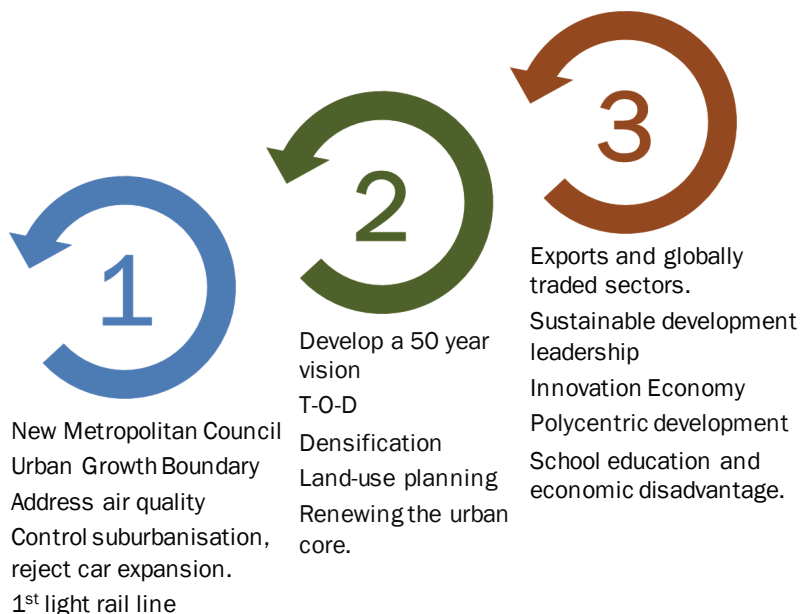 1
New Metropolitan Council
Urban Growth Boundary
Address air quality
Control suburbanisation,
reject car expansion.
1st light rail line
2
Develop a 50 year
vision
T-O-D
Densification
Land-use planning
Renewing the urban
core.
3
Exports and globally
traded sectors.
Sustainable development
leadership
Innovation Economy
Polycentric development
School education and
economic disadvantage.